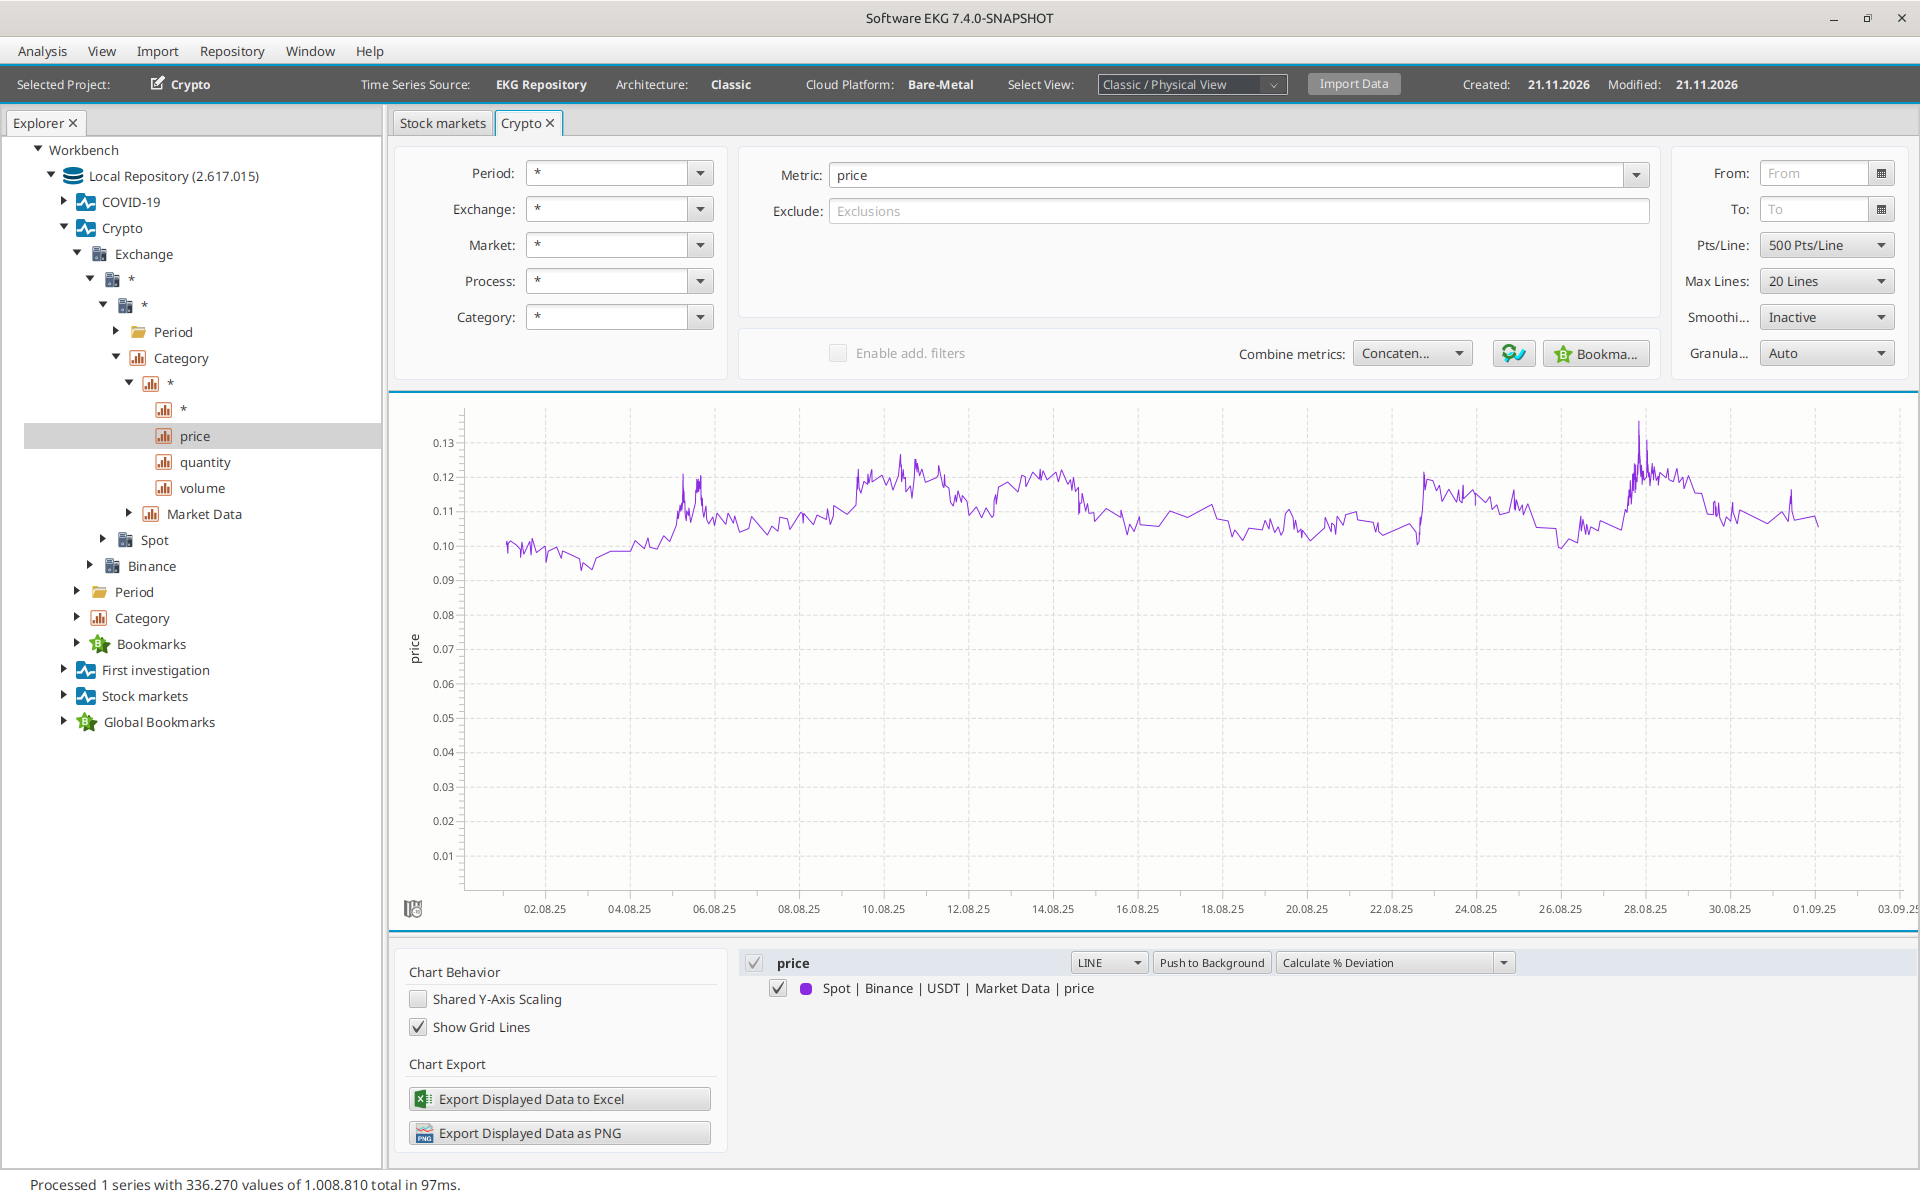 Software EKG 7.4.0-SNAPSHOT
Analysis View Import Repository Window Help
Selected Project: Crypto Time Series Source: EKG Repository Architecture: Classic Cloud Platform: Bare-Metal Select View: Classic / Physical View Import Data Created: 21.11.2026 Modified: 21.11.2026
Explorer
Workbench
Local Repository (2.617.015)
COVID-19
Crypto
Exchange
*
*
Period
Category
*
*
price
quantity
volume
Market Data
Spot
Binance
Period
Category
Bookmarks
First investigation
Stock markets
Global Bookmarks
Stock markets Crypto
Period: *
Exchange: *
Market: *
Process: *
Category: *
Metric: price
Exclude: Exclusions
Enable add. filters
Combine metrics: Concaten... Bookma...
From: From
To: To
Pts/Line: 500 Pts/Line
Max Lines: 20 Lines
Smoothi... Inactive
Granula... Auto
price
0.13
0.12
0.11
0.10
0.09
0.08
0.07
0.06
0.05
0.04
0.03
0.02
0.01
02.08.25 04.08.25 06.08.25 08.08.25 10.08.25 12.08.25 14.08.25 16.08.25 18.08.25 20.08.25 22.08.25 24.08.25 26.08.25 28.08.25 30.08.25 01.09.25 03.09.25
Chart Behavior
Shared Y-Axis Scaling
Show Grid Lines
Chart Export
Export Displayed Data to Excel
Export Displayed Data as PNG
price LINE Push to Background Calculate % Deviation
Spot | Binance | USDT | Market Data | price
Processed 1 series with 336.270 values of 1.008.810 total in 97ms.